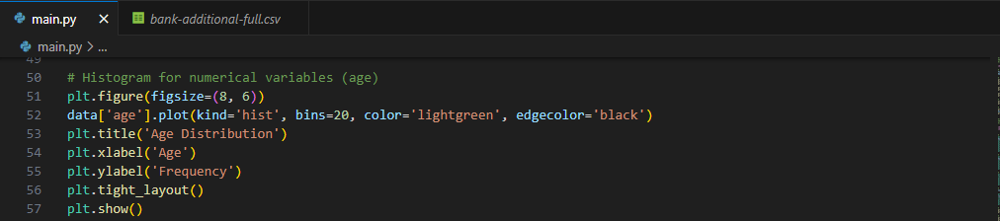 main.py
bank-additional-full.csv
main.py > ...
49
50 # Histogram for numerical variables (age)
51 plt.figure(figsize=(8, 6))
52 data['age'].plot(kind='hist', bins=20, color='lightgreen', edgecolor='black')
53 plt.title('Age Distribution')
54 plt.xlabel('Age')
55 plt.ylabel('Frequency')
56 plt.tight_layout()
57 plt.show()